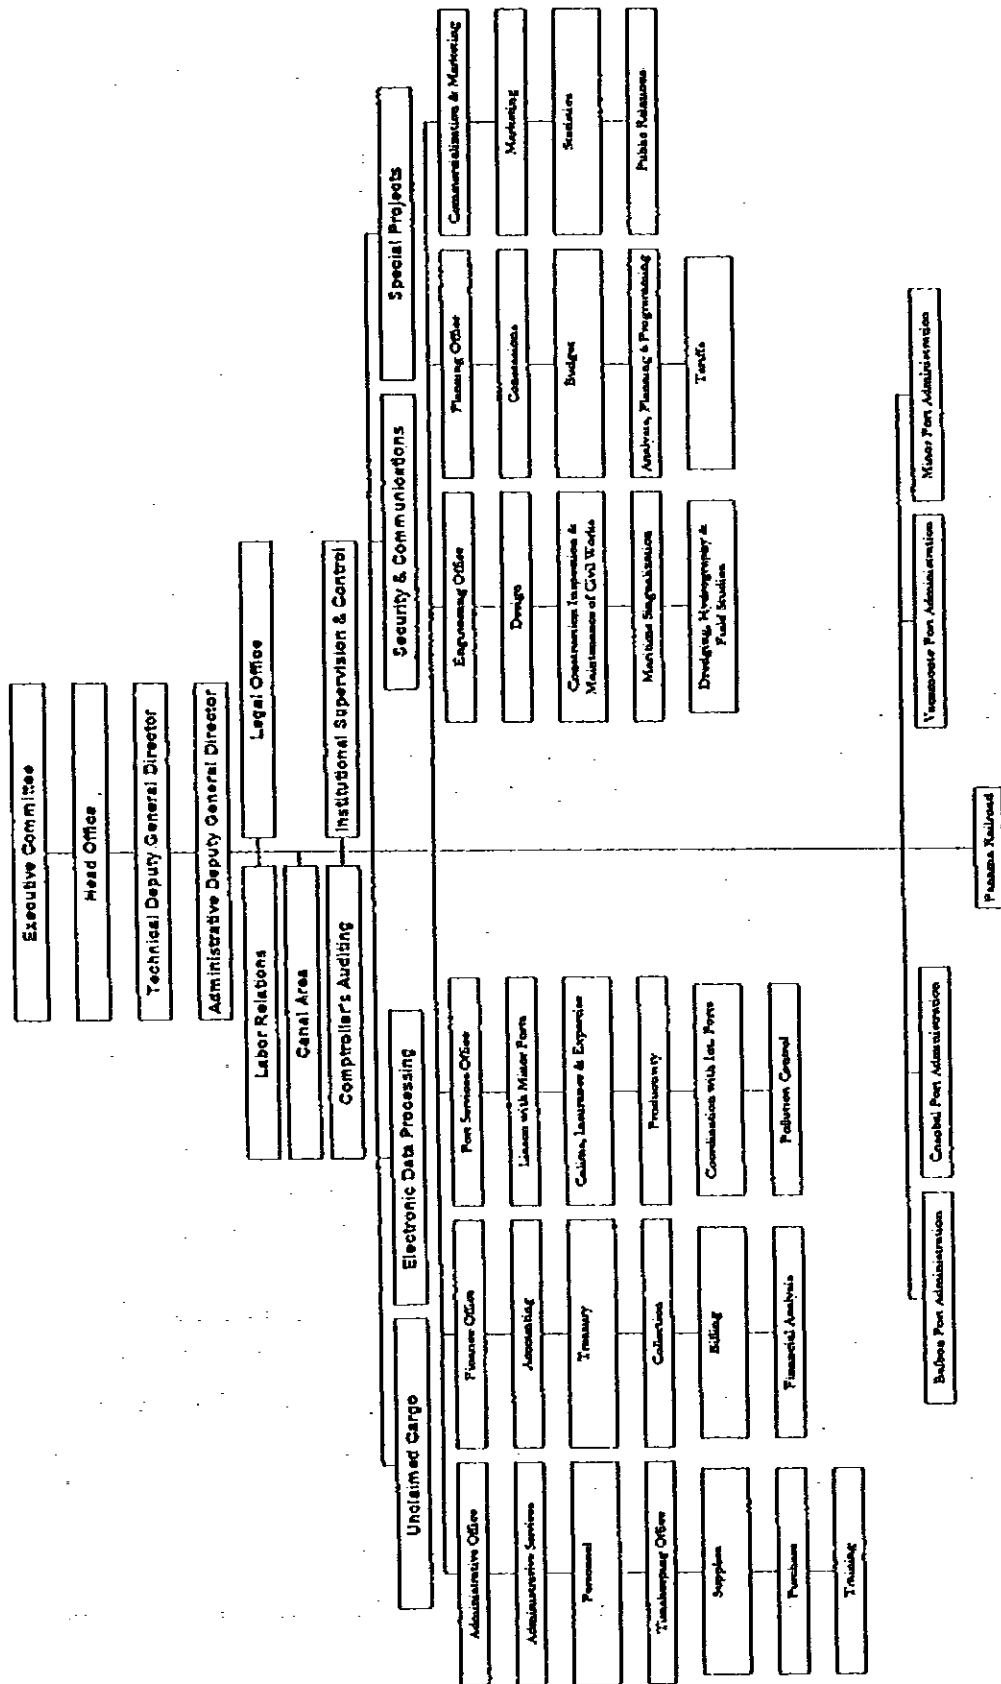 Executive Committee
Head Office
Technical Deputy General Director
Administrative Deputy General Director
Labor Relations
Legal Office
Canal Area
Comptroller's Auditing
Institutional Supervision & Control
Unclaimed Cargo
Electronic Data Processing
Security & Communications
Special Projects
Administrative Office
Administrative Services
Personnel
Timekeeping Office
Supplies
Purchase
Training
Finance Office
Accounting
Treasury
Collection
Billing
Financial Analysis
Port Services Office
Liaison with Minor Ports
Calims, Insurance & Expertise
Productivity
Coordination with Int. Ports
Pollution Control
Engineering Office
Design
Construction Inspection &
Maintenance of Civil Works
Maritime Singnalization
Dredging, Hydrography &
Field Studies
Planning Office
Concessions
Budget
Analysis, Planning & Programming
Tariffs
Commercialization & Marketing
Marketing
Statistics
Public Relations
Balboa Port Administration
Cristobal Port Administration
Vacamonte Port Administration
Minor Port Administration
Panama Railroad